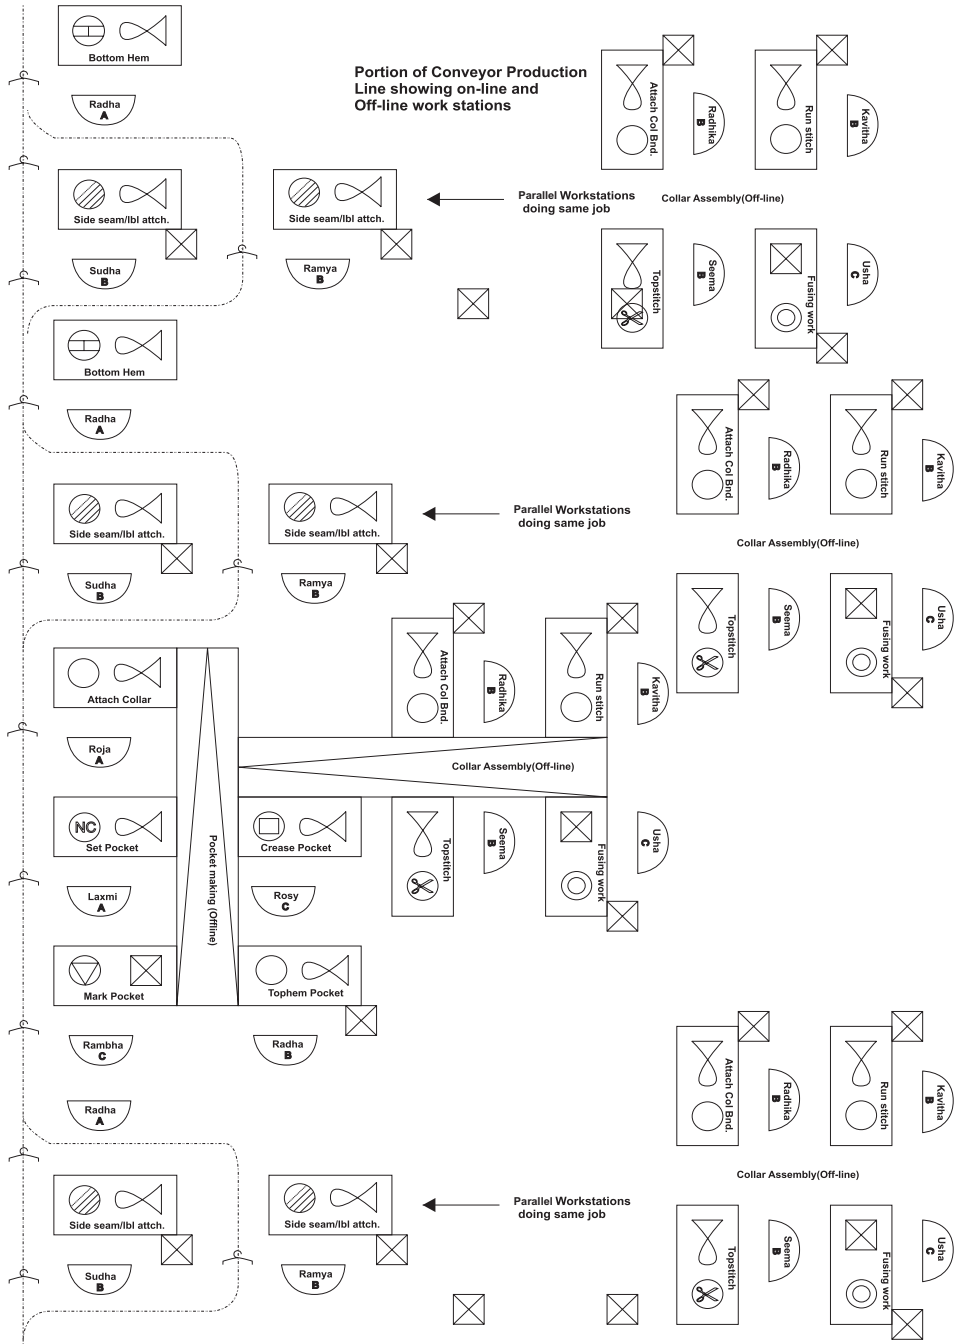 Bottom Hem
Radha
A
Portion of Conveyor Production
Line showing on-line and
Off-line work stations
Attach Col Bnd.
Radhika
B
Run stitch
Kavitha
B
Side seam/lbl attch.
Sudha
B
Side seam/lbl attch.
Ramya
B
Parallel Workstations
doing same job
Collar Assembly(Off-line)
Topstitch
Seema
B
Fusing work
Usha
C
Bottom Hem
Radha
A
Attach Col Bnd.
Radhika
B
Run stitch
Kavitha
B
Side seam/lbl attch.
Sudha
B
Side seam/lbl attch.
Ramya
B
Parallel Workstations
doing same job
Collar Assembly(Off-line)
Topstitch
Seema
B
Fusing work
Usha
C
Attach Collar
Roja
A
Attach Col Bnd.
Radhika
B
Run stitch
Kavitha
B
Collar Assembly(Off-line)
NC
Set Pocket
Laxmi
A
Pocket making (Offline)
Crease Pocket
Rosy
C
Topstitch
Seema
B
Fusing work
Usha
C
Mark Pocket
Rambha
C
Tophem Pocket
Radha
B
Radha
A
Attach Col Bnd.
Radhika
B
Run stitch
Kavitha
B
Side seam/lbl attch.
Sudha
B
Side seam/lbl attch.
Ramya
B
Parallel Workstations
doing same job
Collar Assembly(Off-line)
Topstitch
Seema
B
Fusing work
Usha
C